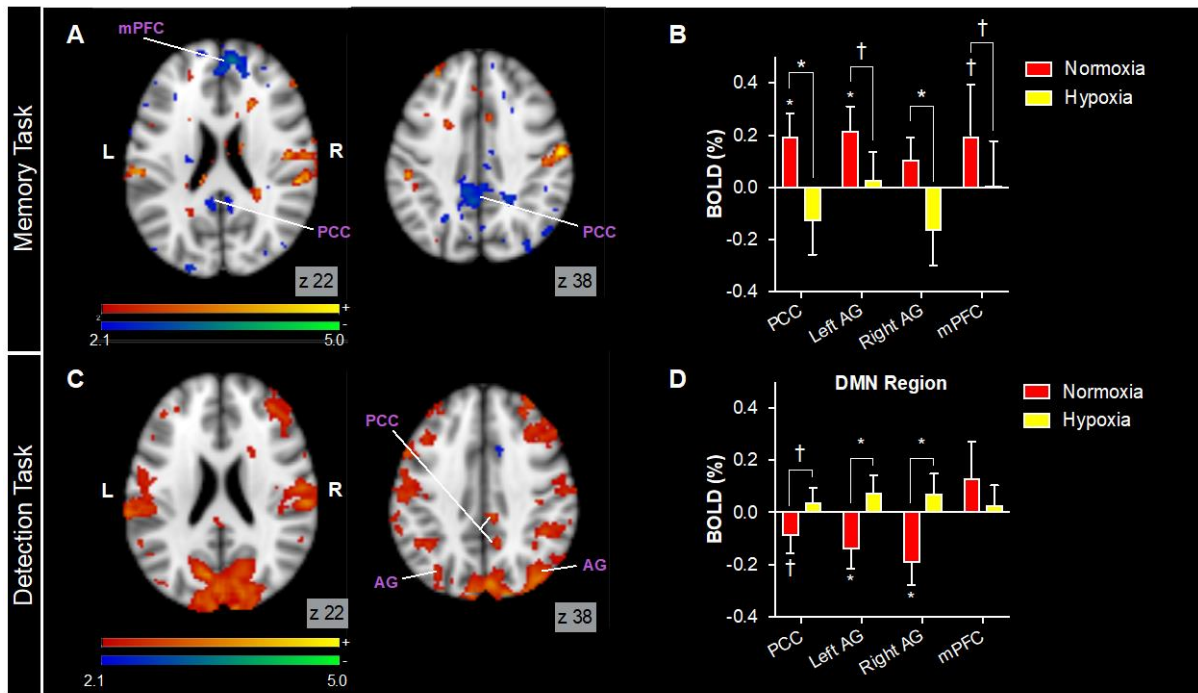 Memory Task
A
mPFC
L
R
PCC
z 22
PCC
z 38
+
-
2.1
5.0
B
Normoxia
Hypoxia
BOLD (%)
0.4
0.2
0.0
-0.2
-0.4
*
*
*
†
*
†
†
PCC
Left AG
Right AG
mPFC
Detection Task
C
L
R
z 22
PCC
AG
AG
z 38
+
-
2.1
5.0
D
DMN Region
Normoxia
Hypoxia
BOLD (%)
0.4
0.2
0.0
-0.2
-0.4
†
*
*
†
*
*
PCC
Left AG
Right AG
mPFC